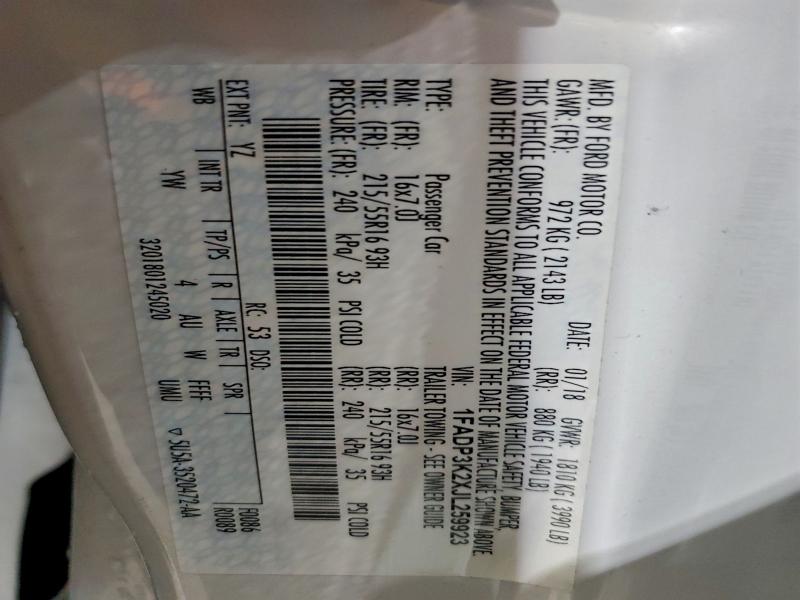 MFD. BY FORD MOTOR CO.
DATE: 01/18 GVWR: 1810 KG ( 3990 LB)
GAWR: (FR): 972 KG ( 2143 LB) (RR): 880 KG ( 1940 LB)
THIS VEHICLE CONFORMS TO ALL APPLICABLE FEDERAL MOTOR VEHICLE SAFETY, BUMPER,
AND THEFT PREVENTION STANDARDS IN EFFECT ON THE DATE OF MANUFACTURE SHOWN ABOVE.
VIN: 1FADP3K2XJL259923
TYPE: Passenger Car TRAILER TOWING - SEE OWNER GUIDE
RIM: (FR): 16x7.0J (RR): 16x7.0J
TIRE: (FR): 215/55R16 93H (RR): 215/55R16 93H
PRESSURE: (FR): 240 kPa/ 35 PSI COLD (RR): 240 kPa/ 35 PSI COLD
RC: 53 DSO: F0086
EXT PNT: YZ R0089
WB INT TR TP/PS R AXLE TR SPR
YW 4 AU W FFFF
3201801245020 UMU ▽ 5U5A-3520472-AA